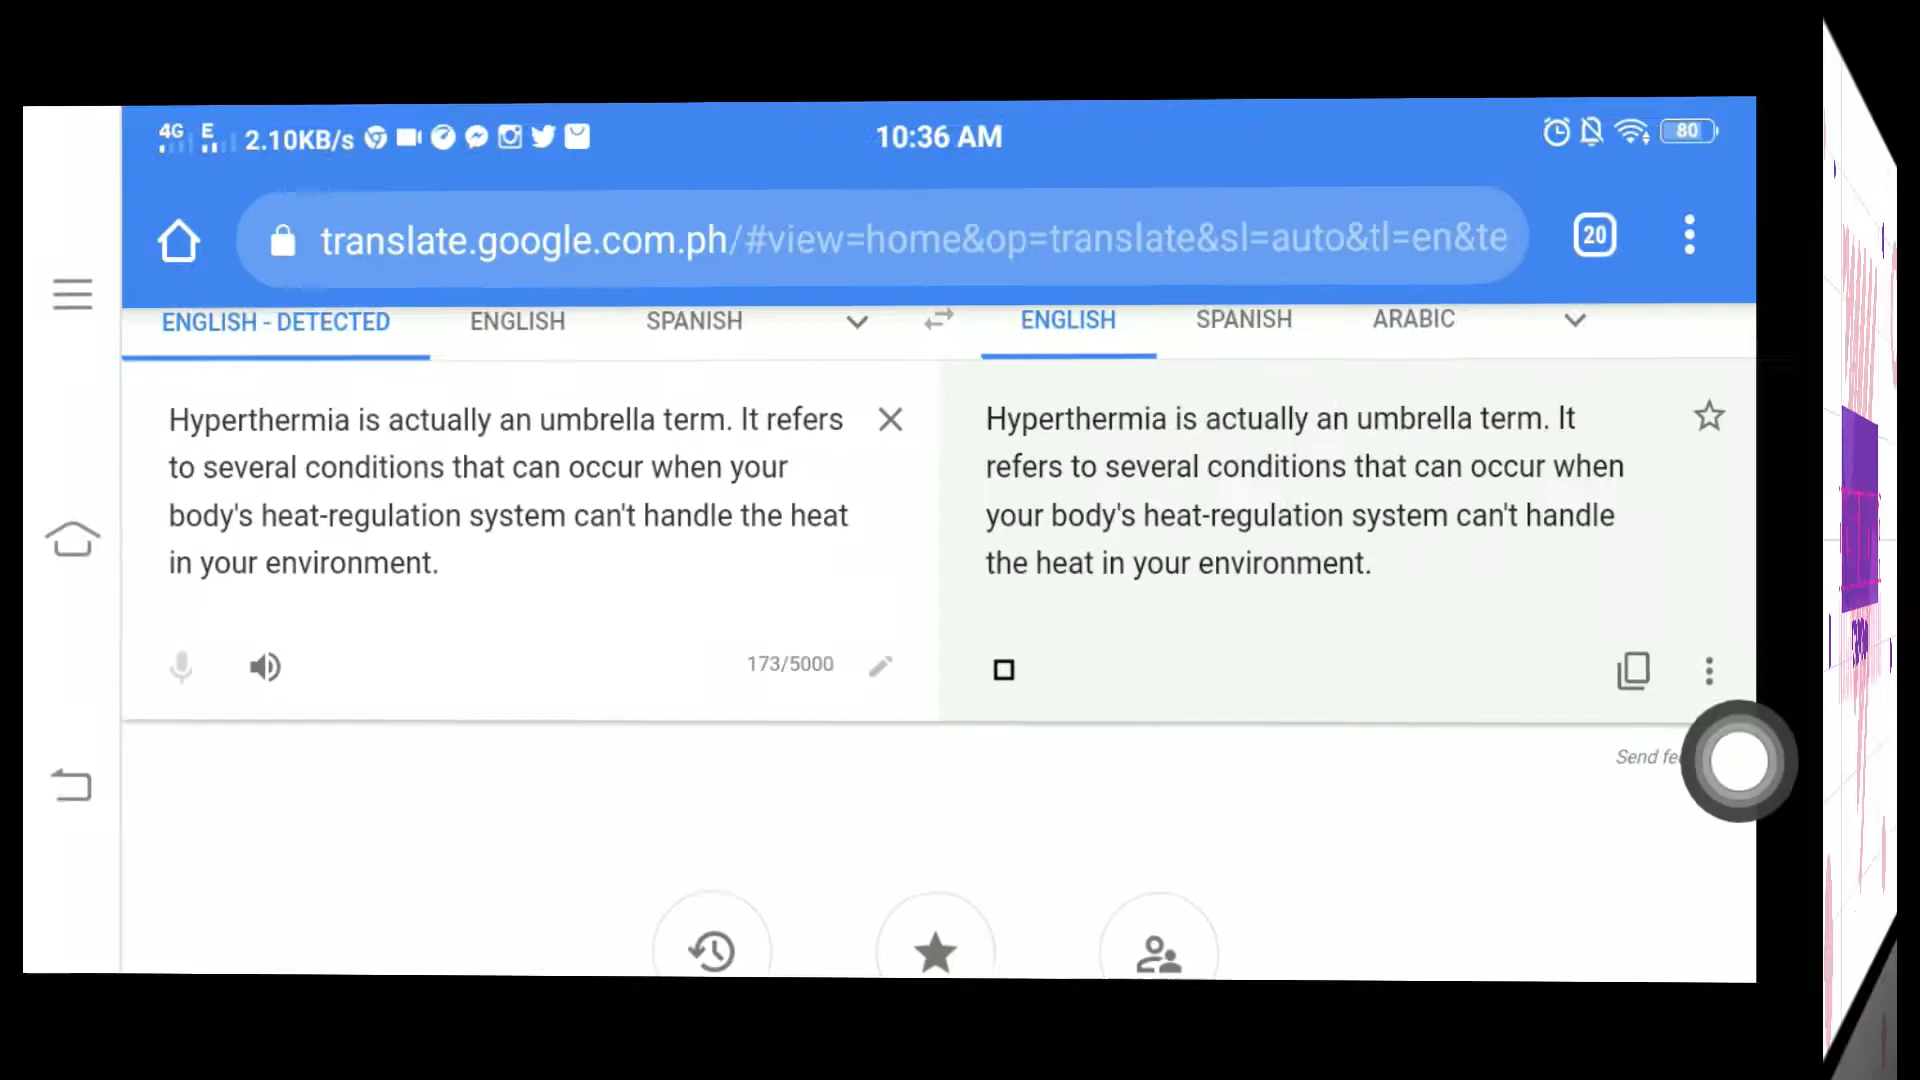 4G E 2.10KB/s 10:36 AM 80
translate.google.com.ph/#view=home&op=translate&sl=auto&tl=en&te 20
ENGLISH - DETECTED ENGLISH SPANISH ENGLISH SPANISH ARABIC
Hyperthermia is actually an umbrella term. It refers
to several conditions that can occur when your
body's heat-regulation system can't handle the heat
in your environment.
173/5000
Hyperthermia is actually an umbrella term. It
refers to several conditions that can occur when
your body's heat-regulation system can't handle
the heat in your environment.
Send